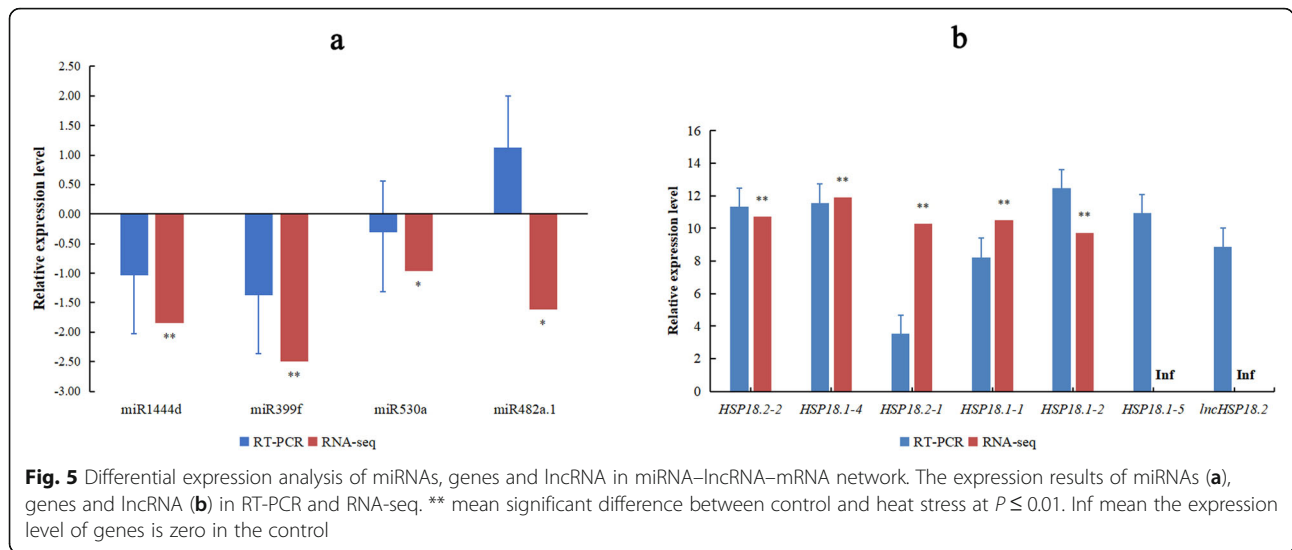 a
2.50
2.00
1.50
1.00
0.50
0.00
-0.50
-1.00
-1.50
-2.00
-2.50
-3.00
Relative expression level
** ** * *
miR1444d miR399f miR530a miR482a.1
RT-PCR RNA-seq
b
16
14
12
10
8
6
4
2
0
Relative expression level
** ** ** ** ** Inf Inf
HSP18.2-2 HSP18.1-4 HSP18.2-1 HSP18.1-1 HSP18.1-2 HSP18.1-5 lncHSP18.2
RT-PCR RNA-seq
Fig. 5 Differential expression analysis of miRNAs, genes and lncRNA in miRNA–lncRNA–mRNA network. The expression results of miRNAs (a),
genes and lncRNA (b) in RT-PCR and RNA-seq. ** mean significant difference between control and heat stress at P ≤ 0.01. Inf mean the expression
level of genes is zero in the control